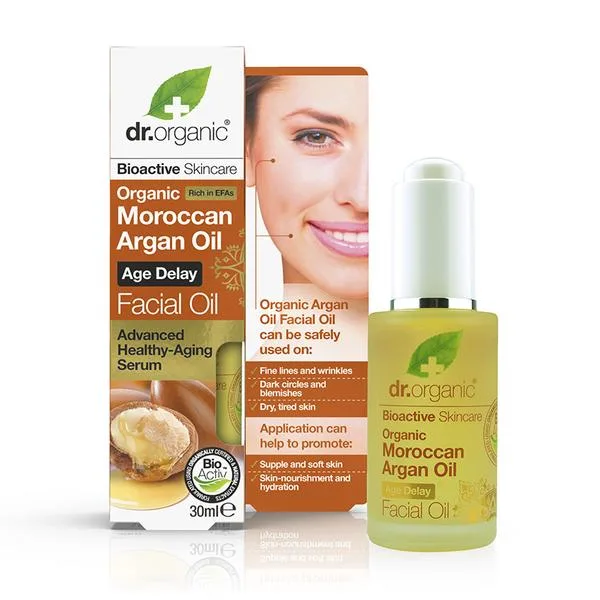 dr.organic®
Bioactive Skincare
Organic
Rich in EFAs
Moroccan
Argan Oil
Age Delay
Facial Oil
Advanced
Healthy-Aging
Serum
Bio
Activ
30ml ℮
Organic Argan
Oil Facial Oil
can be safely
used on:
Fine lines and wrinkles
Dark circles and
blemishes
Dry, tired skin
Application can
help to promote:
Supple and soft skin
Skin-nourishment and
hydration
dr.organic®
Bioactive Skincare
Organic
Moroccan
Argan Oil
Age Delay
Facial Oil